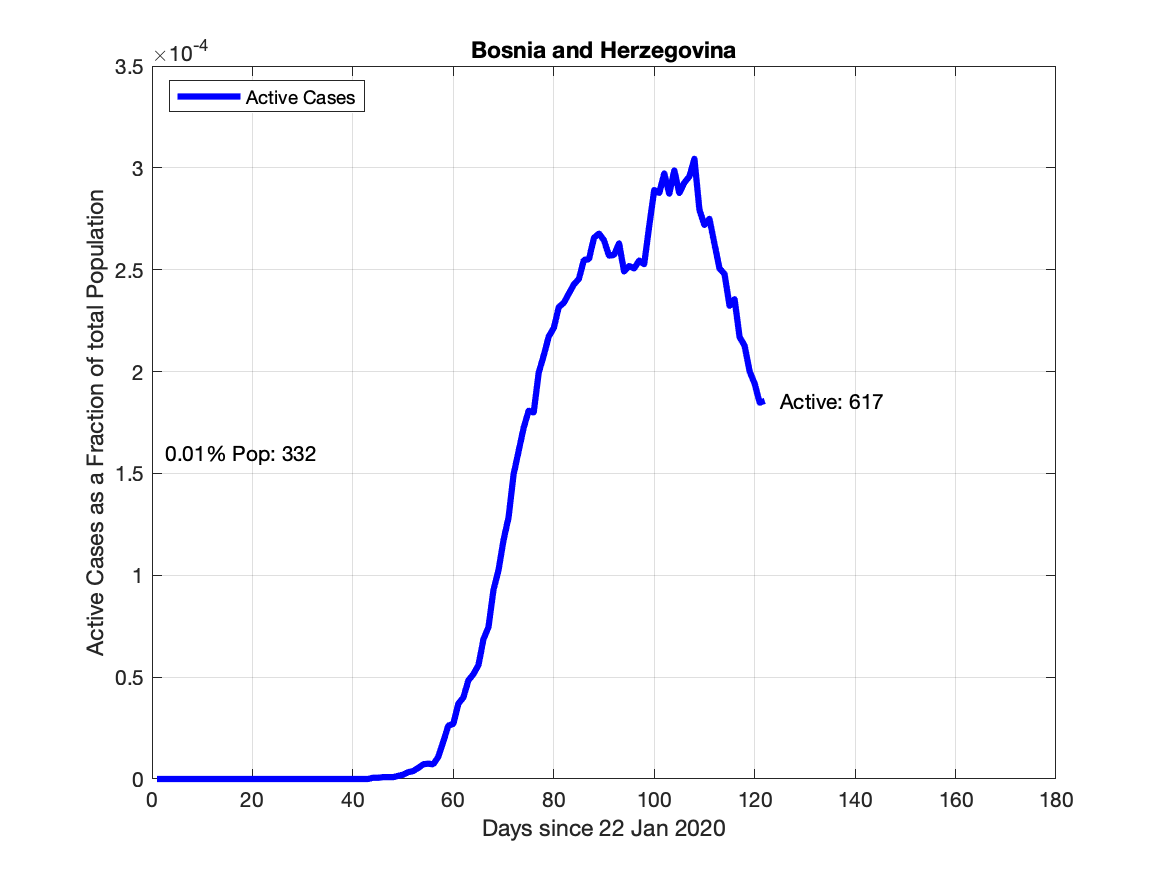 Bosnia and Herzegovina
×10-4
3.5
3
2.5
2
1.5
1
0.5
0
Active Cases as a Fraction of total Population
Active Cases
0.01% Pop: 332
Active: 617
0 20 40 60 80 100 120 140 160 180
Days since 22 Jan 2020